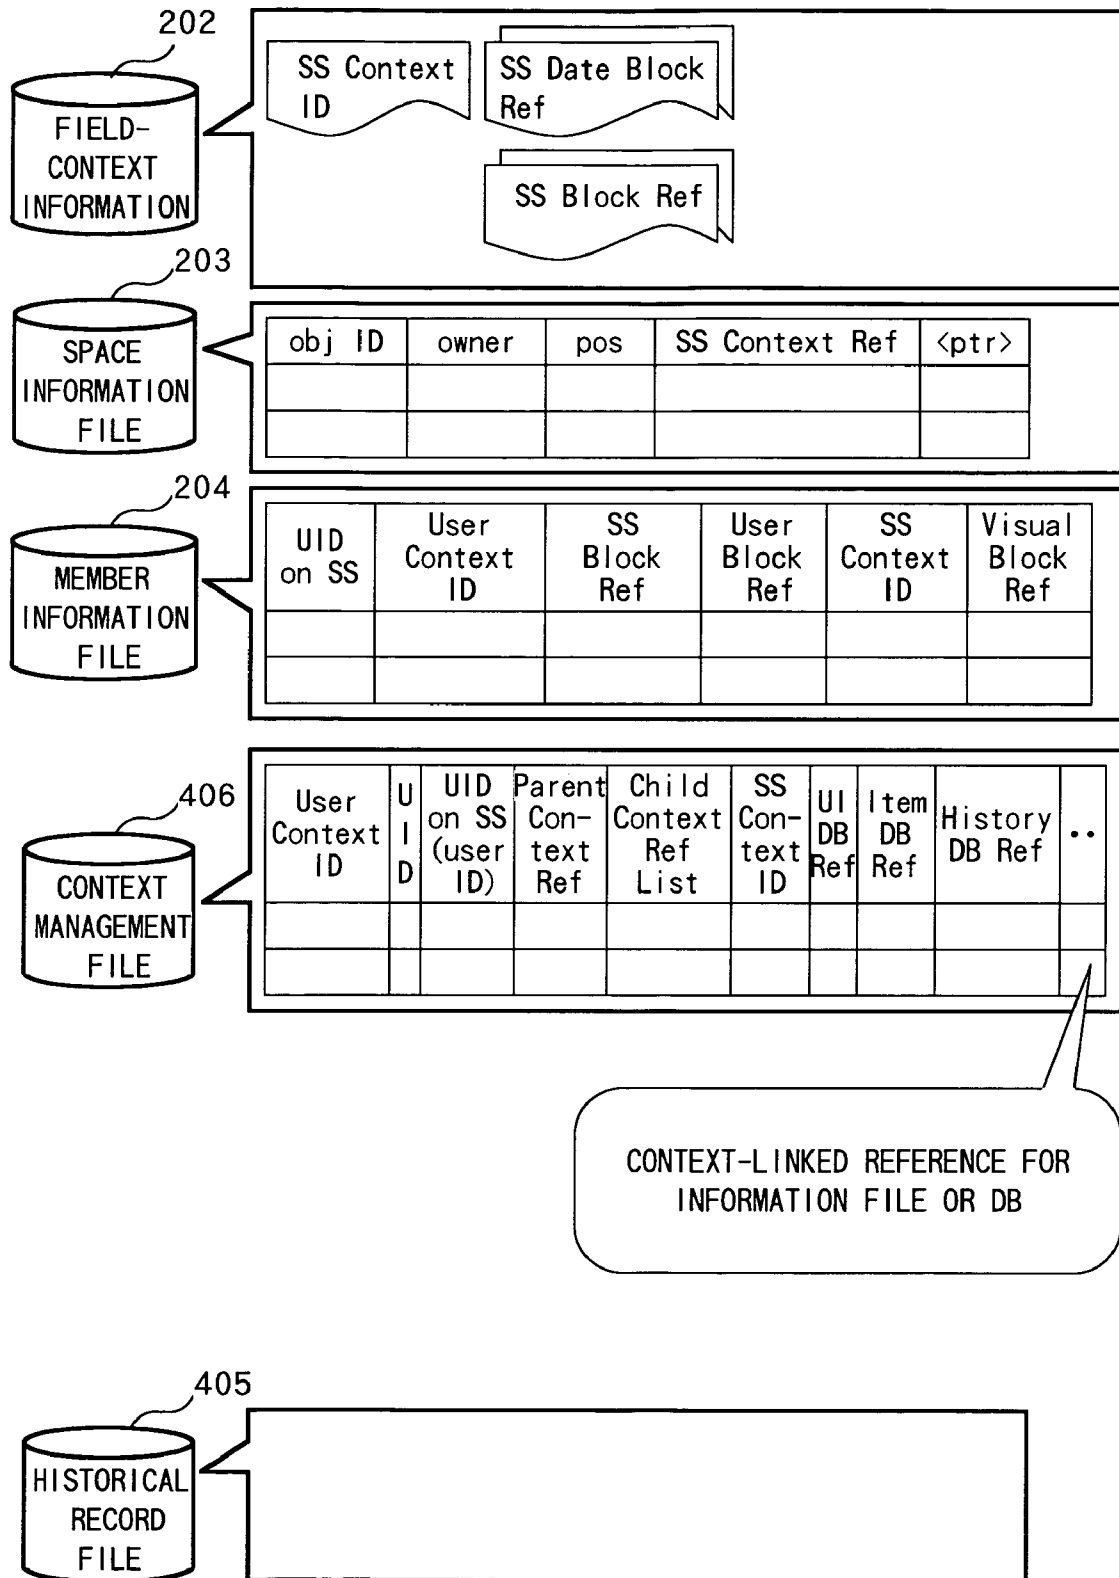 202
FIELD-
CONTEXT
INFORMATION
SS Context
ID
SS Date Block
Ref
SS Block Ref
203
SPACE
INFORMATION
FILE
obj ID owner pos SS Context Ref <ptr>
204
MEMBER
INFORMATION
FILE
UID
on SS
User
Context
ID
SS
Block
Ref
User
Block
Ref
SS
Context
ID
Visual
Block
Ref
406
CONTEXT
MANAGEMENT
FILE
User
Context
ID
U
I
D
UID
on SS
(user
ID)
Parent
Con-
text
Ref
Child
Context
Ref
List
SS
Con-
text
ID
UI
DB
Ref
Item
DB
Ref
History
DB Ref
..
CONTEXT-LINKED REFERENCE FOR
INFORMATION FILE OR DB
405
HISTORICAL
RECORD
FILE